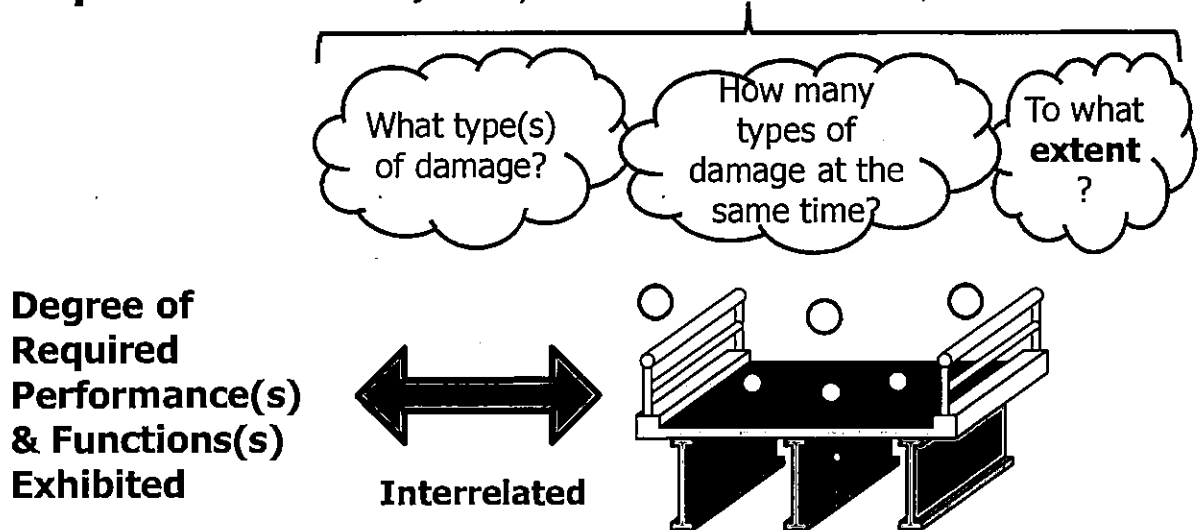 What type(s)
of damage?
How many
types of
damage at the
same time?
To what
extent
?
Degree of
Required
Performance(s)
& Functions(s)
Exhibited
Interrelated